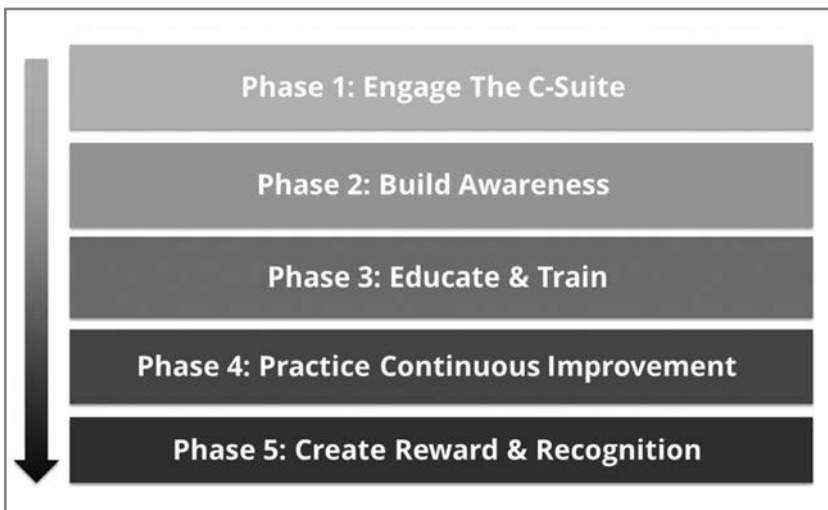 Phase 1: Engage The C-Suite
Phase 2: Build Awareness
Phase 3: Educate & Train
Phase 4: Practice Continuous Improvement
Phase 5: Create Reward & Recognition